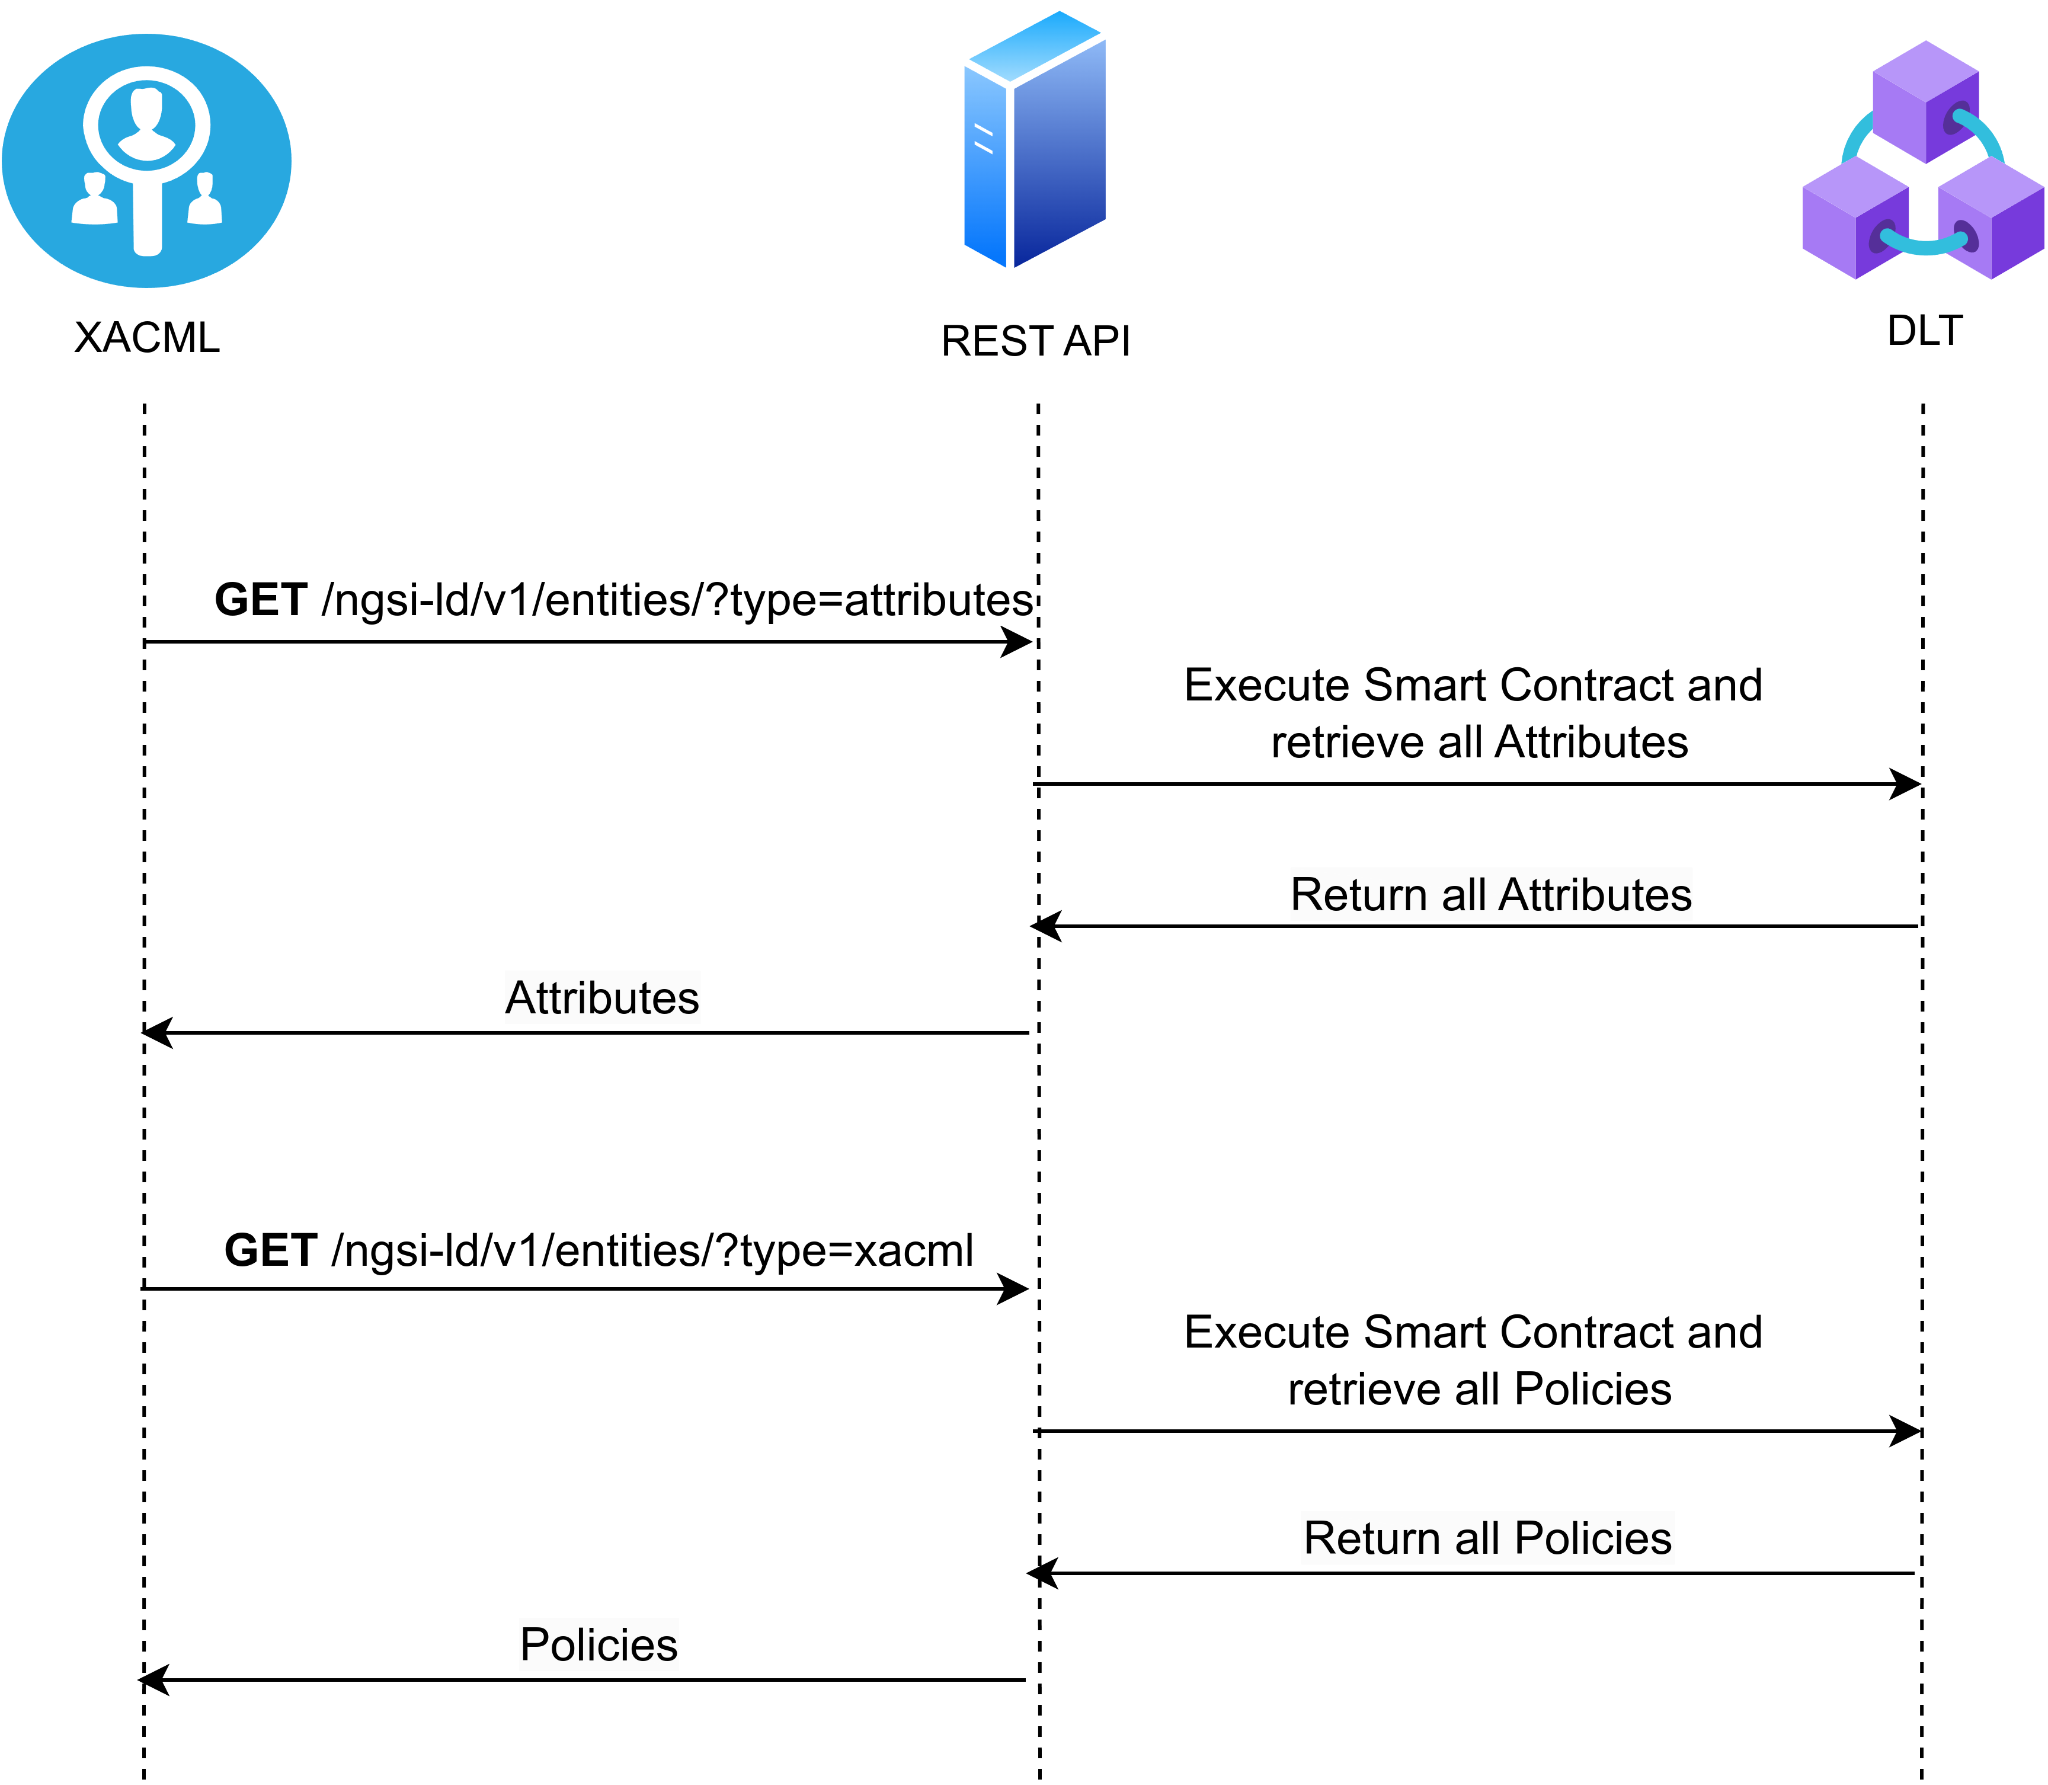 XACML
REST API
DLT
GET /ngsi-ld/v1/entities/?type=attributes
Execute Smart Contract and
retrieve all Attributes
Return all Attributes
Attributes
GET /ngsi-ld/v1/entities/?type=xacml
Execute Smart Contract and
retrieve all Policies
Return all Policies
Policies